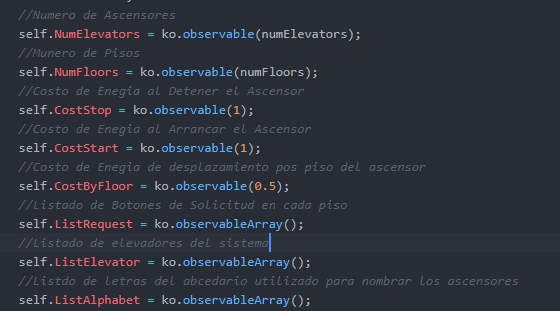 //Numero de Ascensores
self.NumElevators = ko.observable(numElevators);
//Munero de Pisos
self.NumFloors = ko.observable(numFloors);
//Costo de Enegia al Detener el Ascensor
self.CostStop = ko.observable(1);
//Costo de Enegia al Arrancar el Ascensor
self.CostStart = ko.observable(1);
//Costo de Enegia de desplazamiento pos piso del ascensor
self.CostByFloor = ko.observable(0.5);
//Listado de Botones de Solicitud en cada piso
self.ListRequest = ko.observableArray();
//Listado de elevadores del sistema
self.ListElevator = ko.observableArray();
//Listdo de letras del abcedario utilizado para nombrar los ascensores
self.ListAlphabet = ko.observableArray();